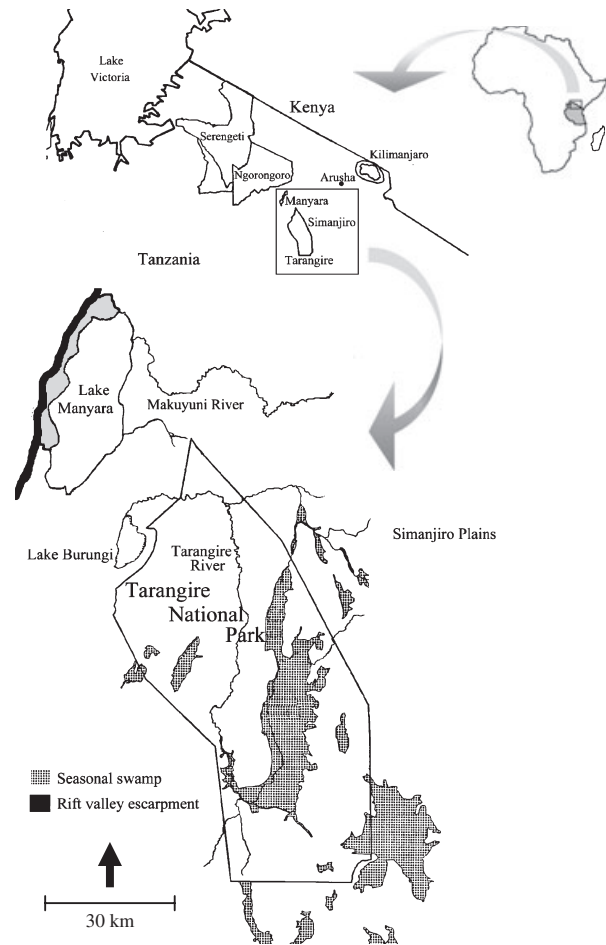 Lake
Victoria
Kenya
Serengeti
Kilimanjaro
Ngorongoro
Arusha
Manyara
Simanjiro
Tanzania
Tarangire
Lake
Manyara
Makuyuni River
Simanjiro Plains
Lake Burungi
Tarangire
River
Tarangire
National
Park
Seasonal swamp
Rift valley escarpment
30 km